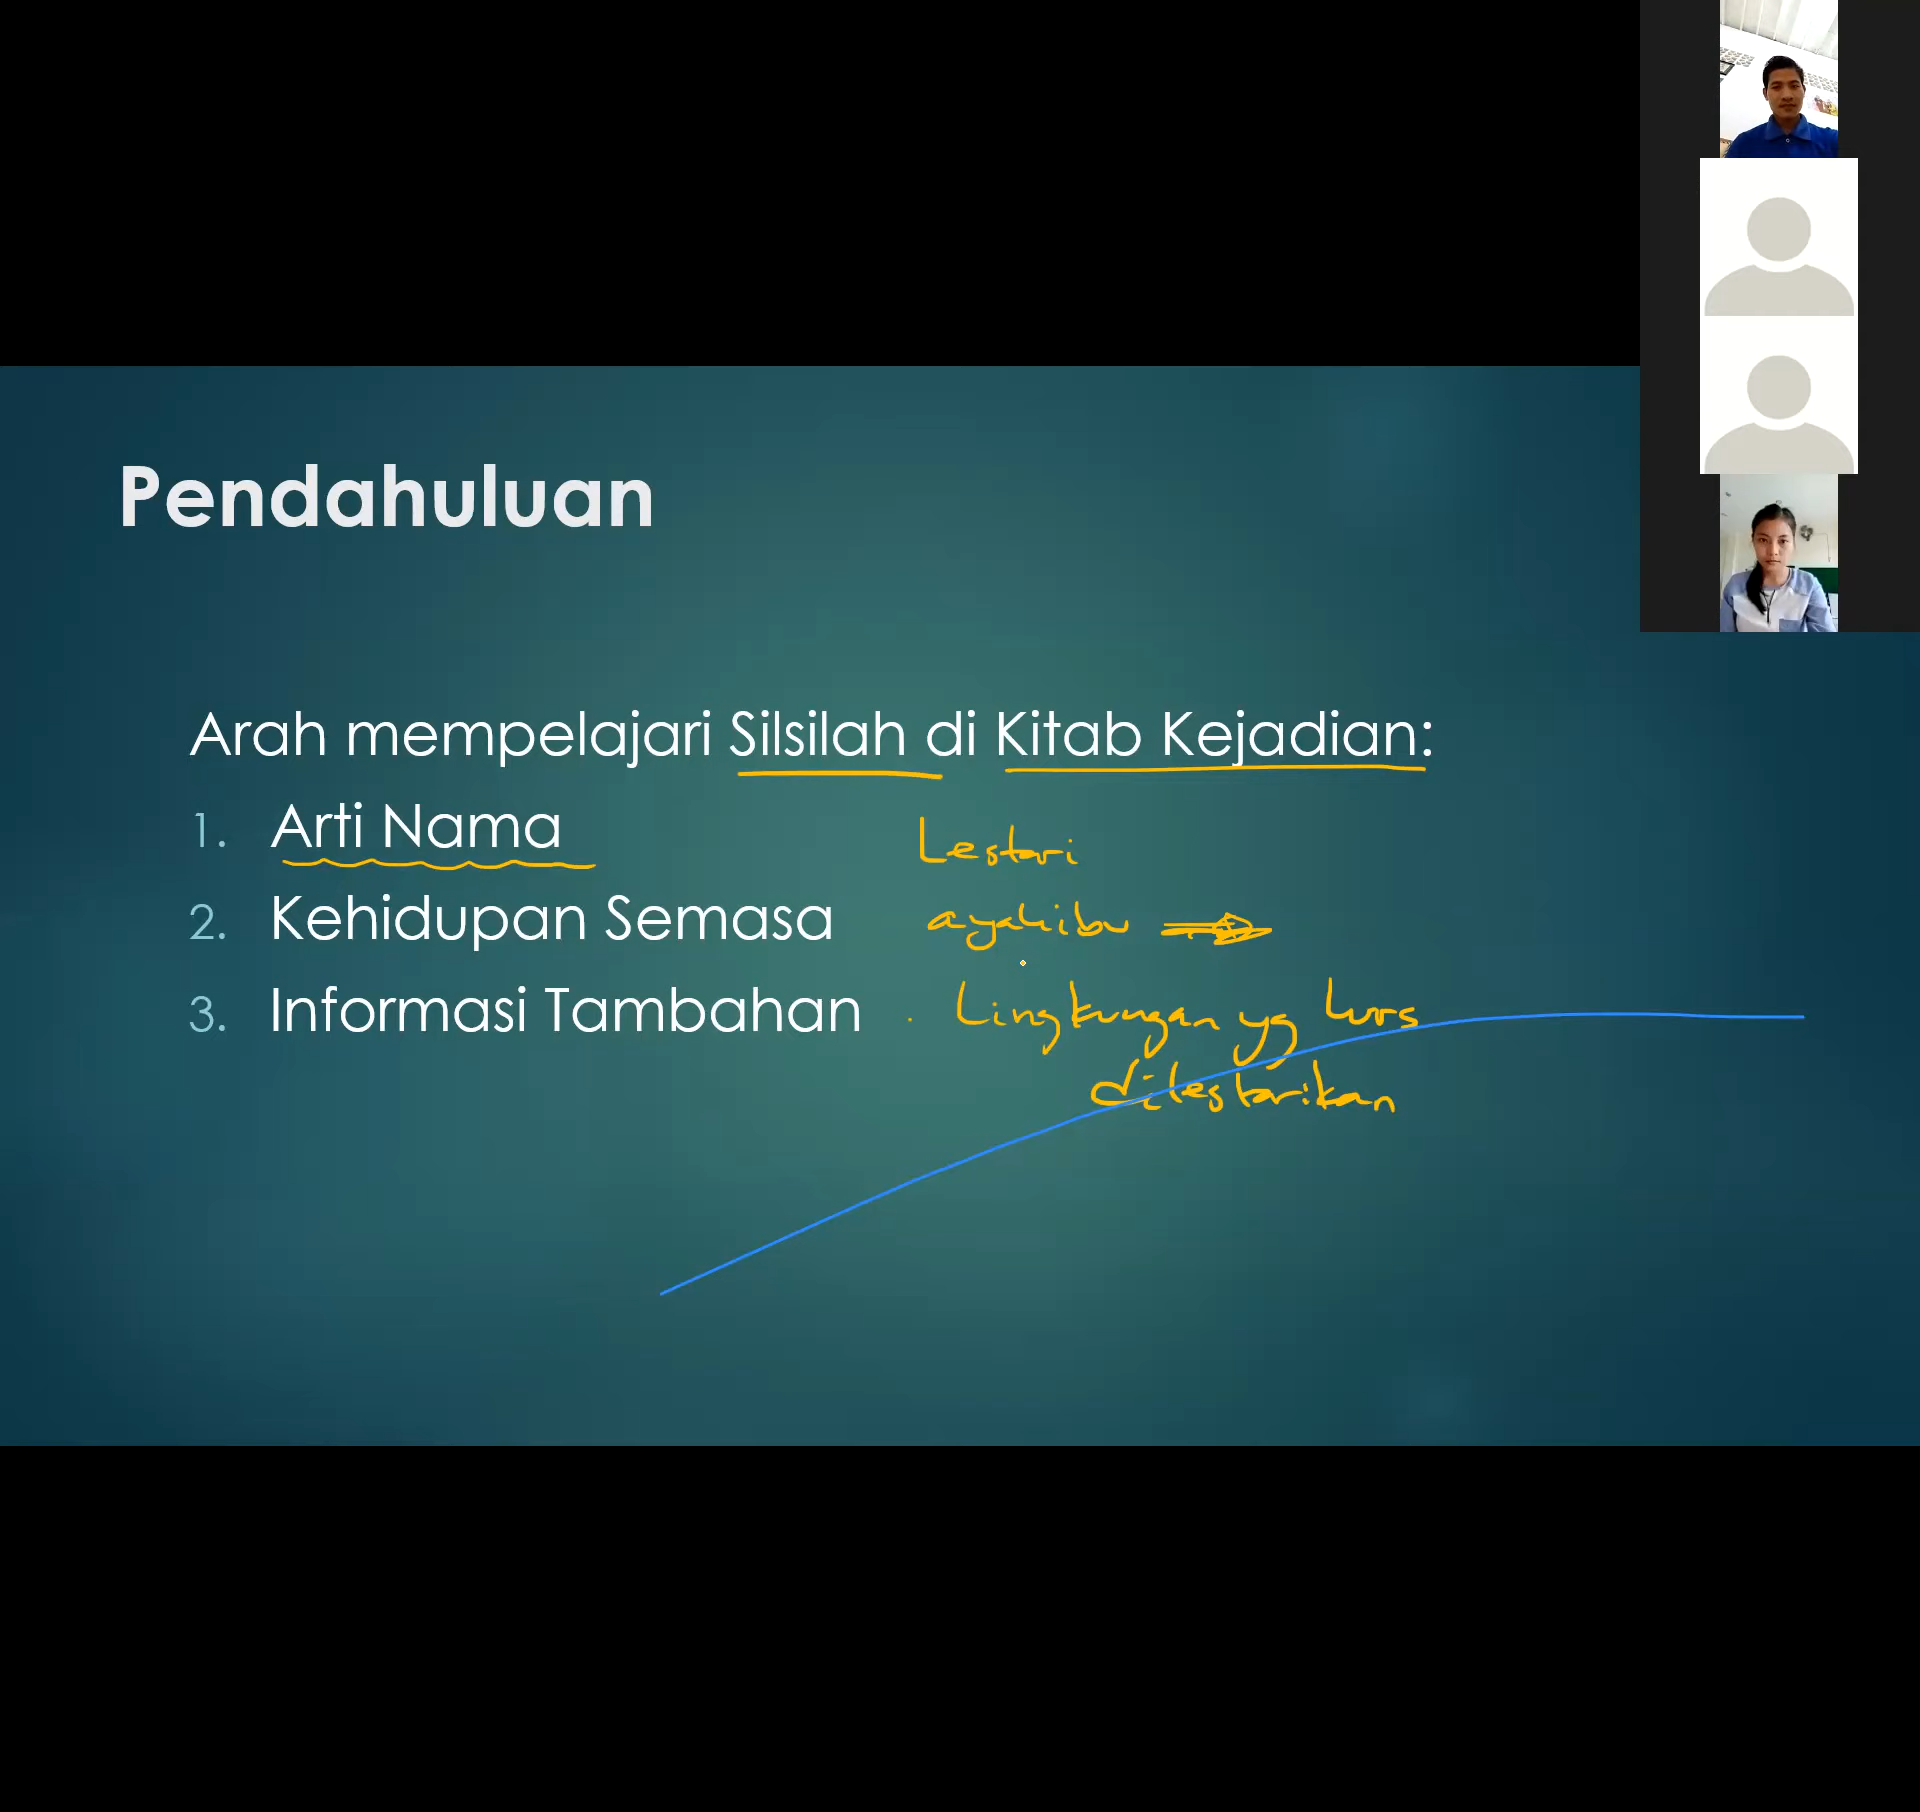 Pendahuluan
Arah mempelajari Silsilah di Kitab Kejadian:
1. Arti Nama
Lestari
2. Kehidupan Semasa
ayah ibu
3. Informasi Tambahan
Lingkungan yg
dilestarikan